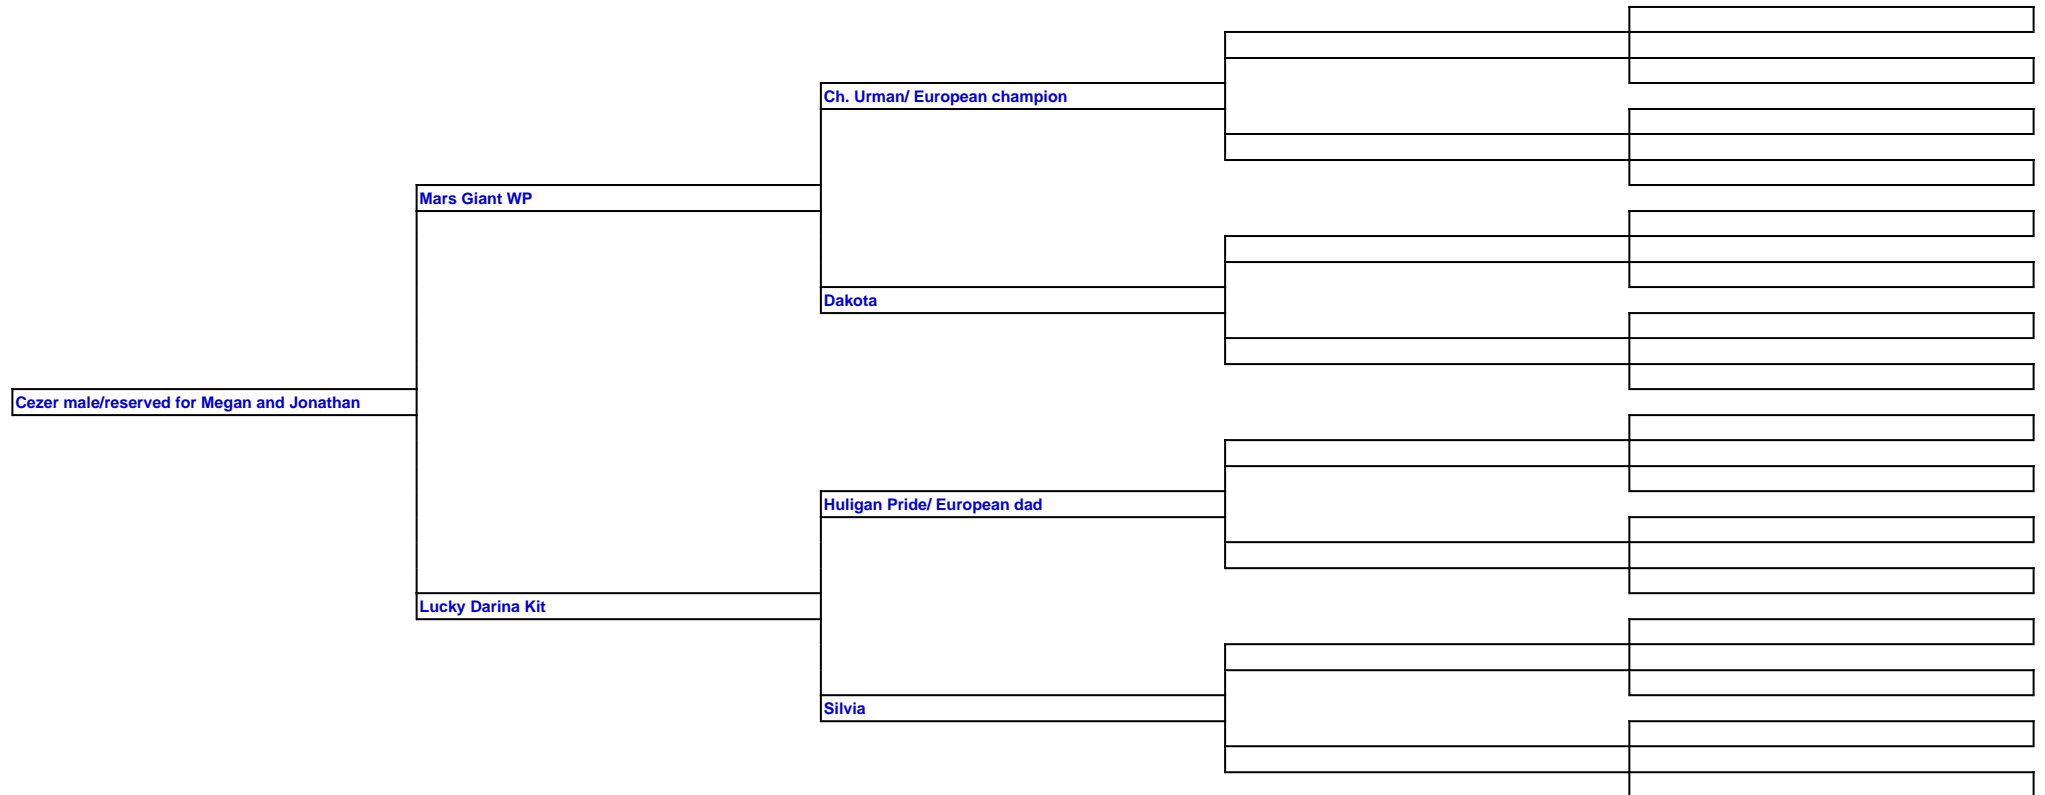 Ch. Urman/ European champion
Mars Giant WP
Dakota
Cezer male/reserved for Megan and Jonathan
Huligan Pride/ European dad
Lucky Darina Kit
Silvia